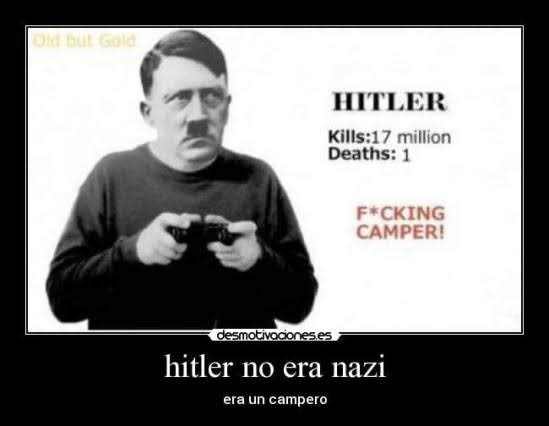 Old but Gold
HITLER
Kills:17 million
Deaths: 1
F*CKING
CAMPER!
desmotivaciones.es
hitler no era nazi
era un campero